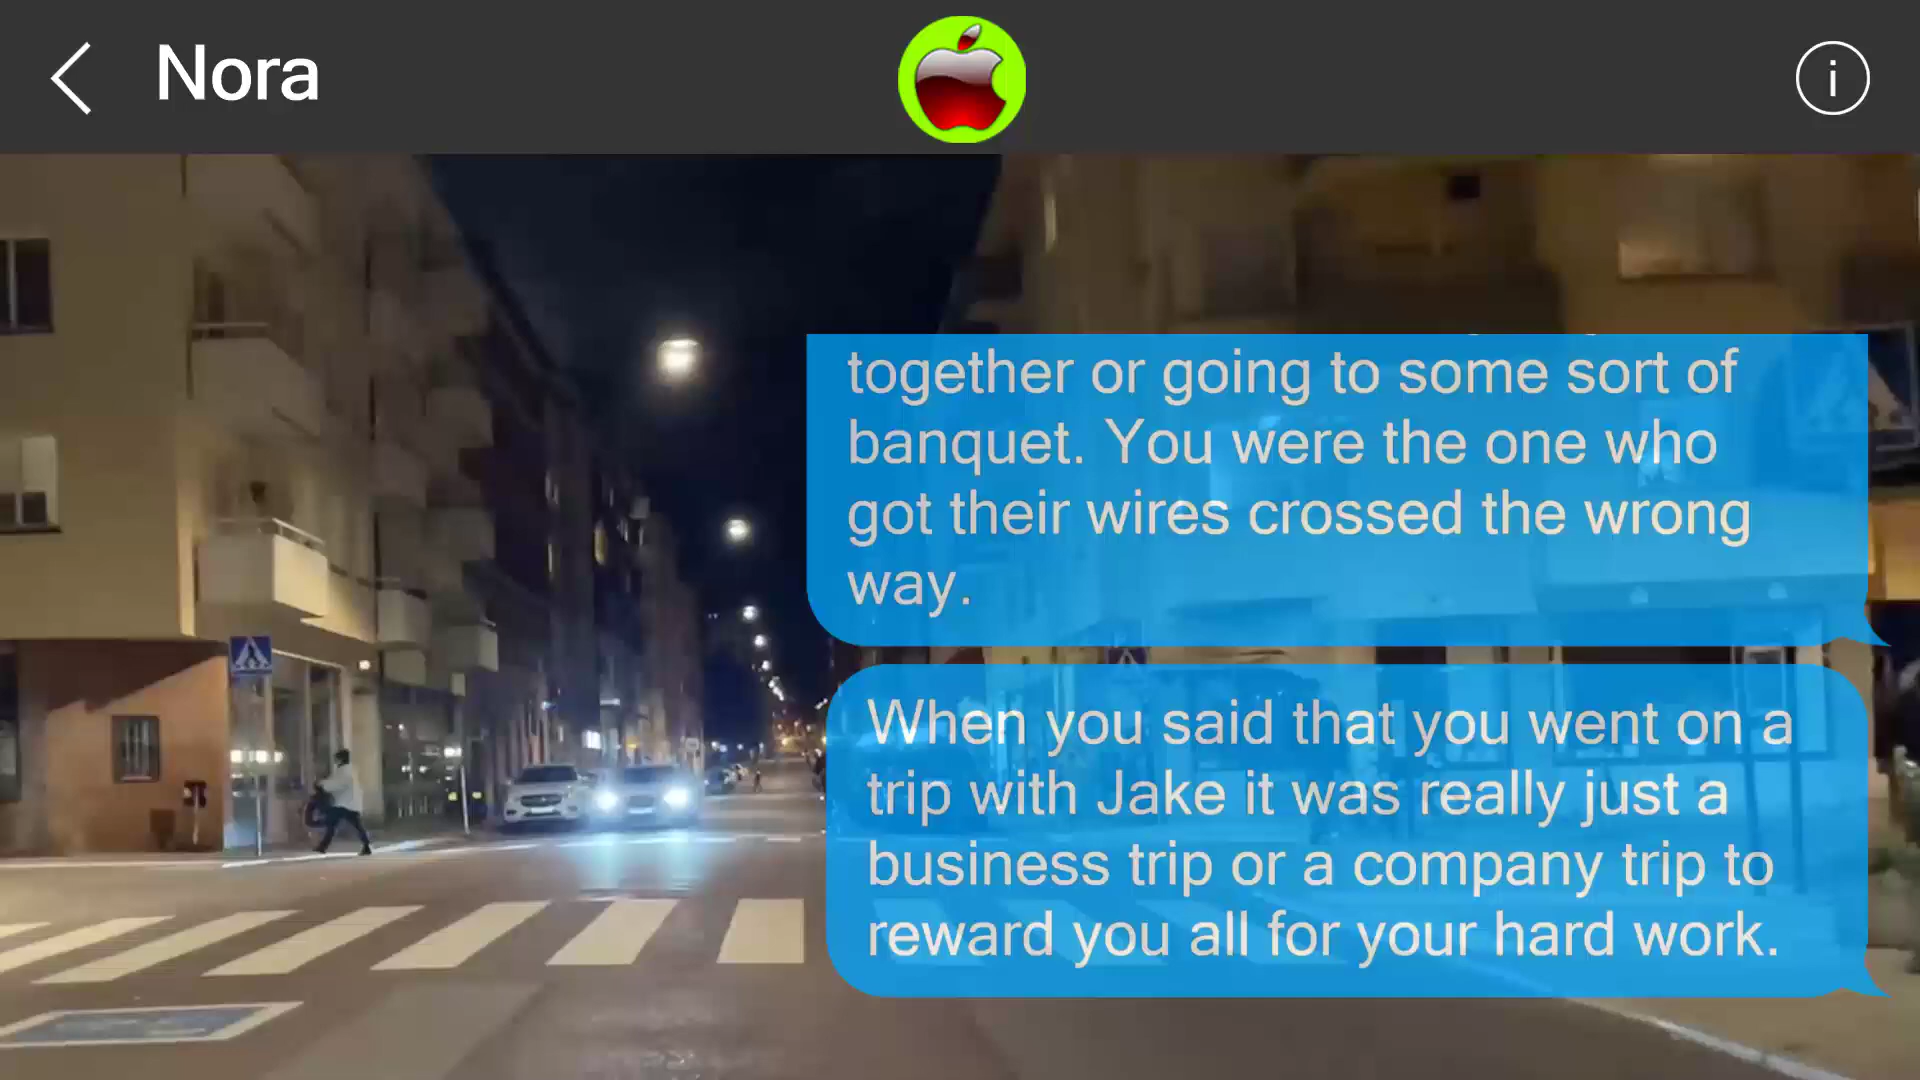 Nora
i
together or going to some sort of
banquet. You were the one who
got their wires crossed the wrong
way.
When you said that you went on a
trip with Jake it was really just a
business trip or a company trip to
reward you all for your hard work.